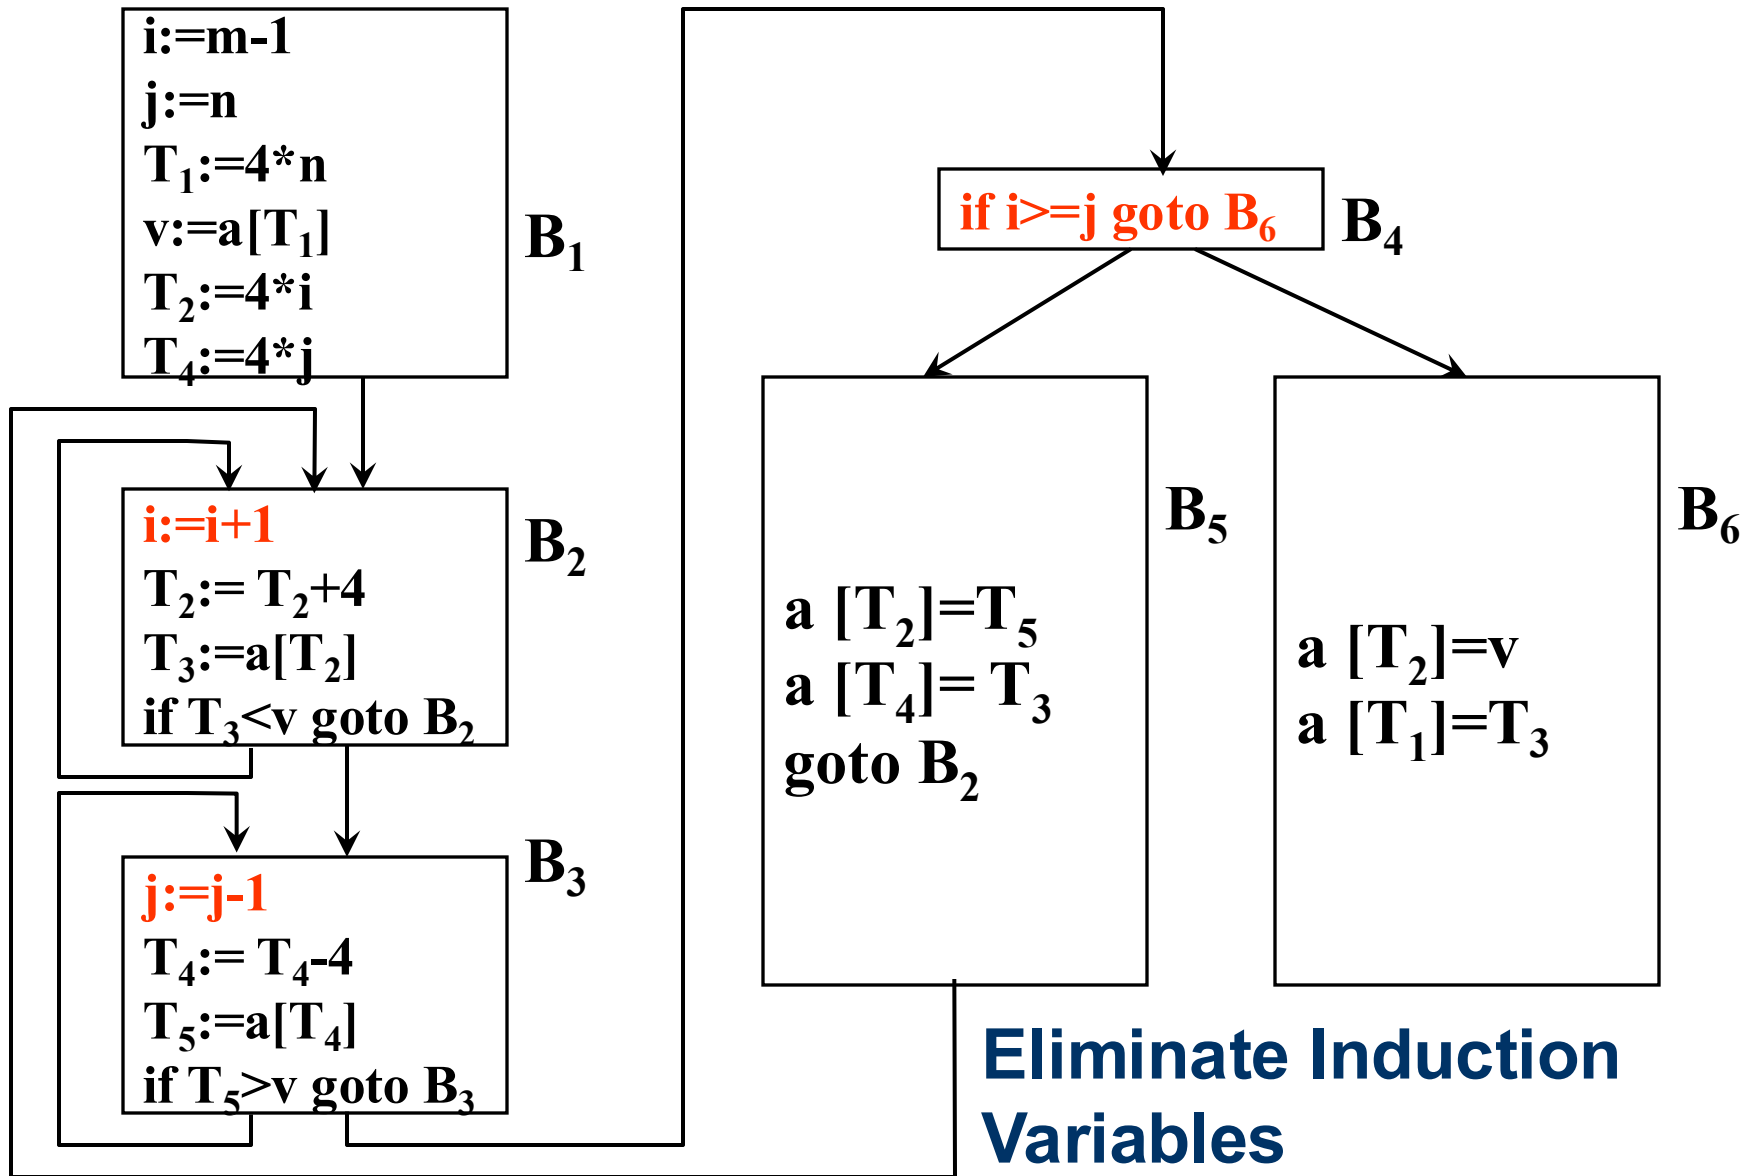 i:=m-1
j:=n
T₁:=4*n
v:=a[T₁]
T₂:=4*i
T₄:=4*j
B₁
i:=i+1
T₂:= T₂+4
T₃:=a[T₂]
if T₃<v goto B₂
B₂
j:=j-1
T₄:= T₄-4
T₅:=a[T₄]
if T₅>v goto B₃
B₃
if i>=j goto B₆
B₄
a [T₂]=T₅
a [T₄]= T₃
goto B₂
B₅
a [T₂]=v
a [T₁]=T₃
B₆
Eliminate Induction
Variables